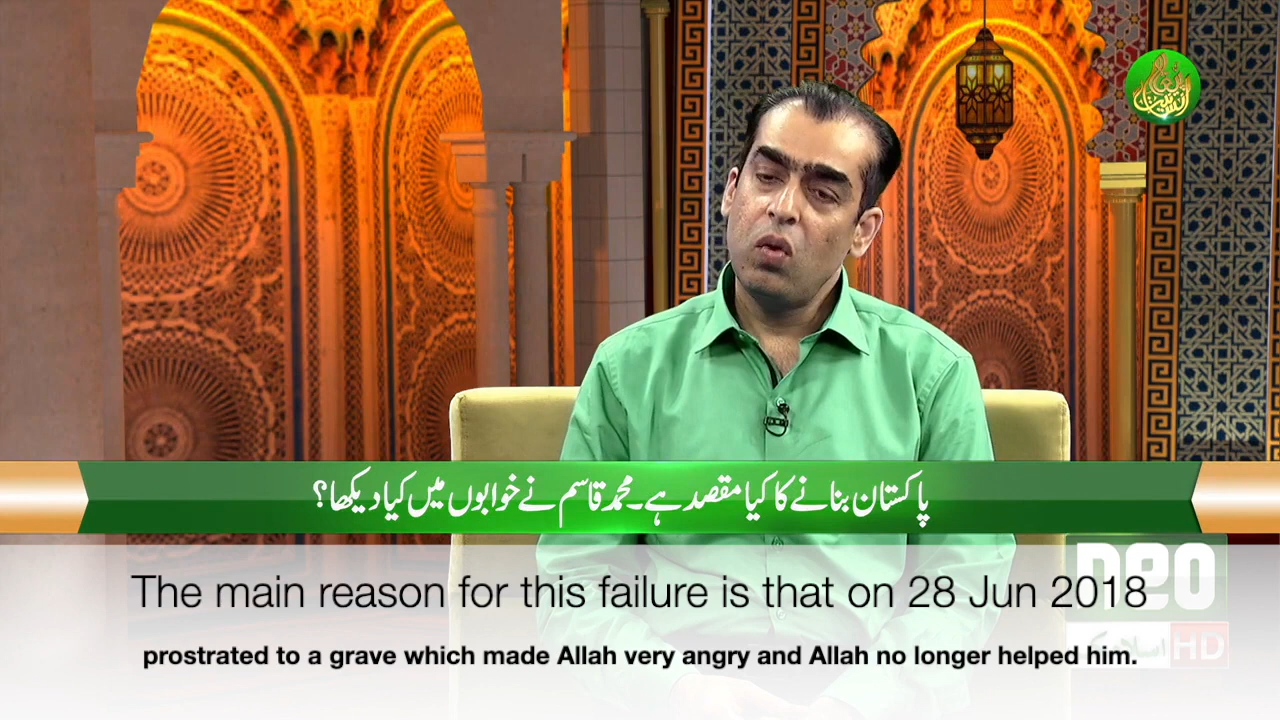 پاکستان بنانے کا کیا مقصد ہے۔ محمد قاسم نے خوابوں میں کیا دیکھا؟
The main reason for this failure is that on 28 Jun 2018
prostrated to a grave which made Allah very angry and Allah no longer helped him.
neo
HD